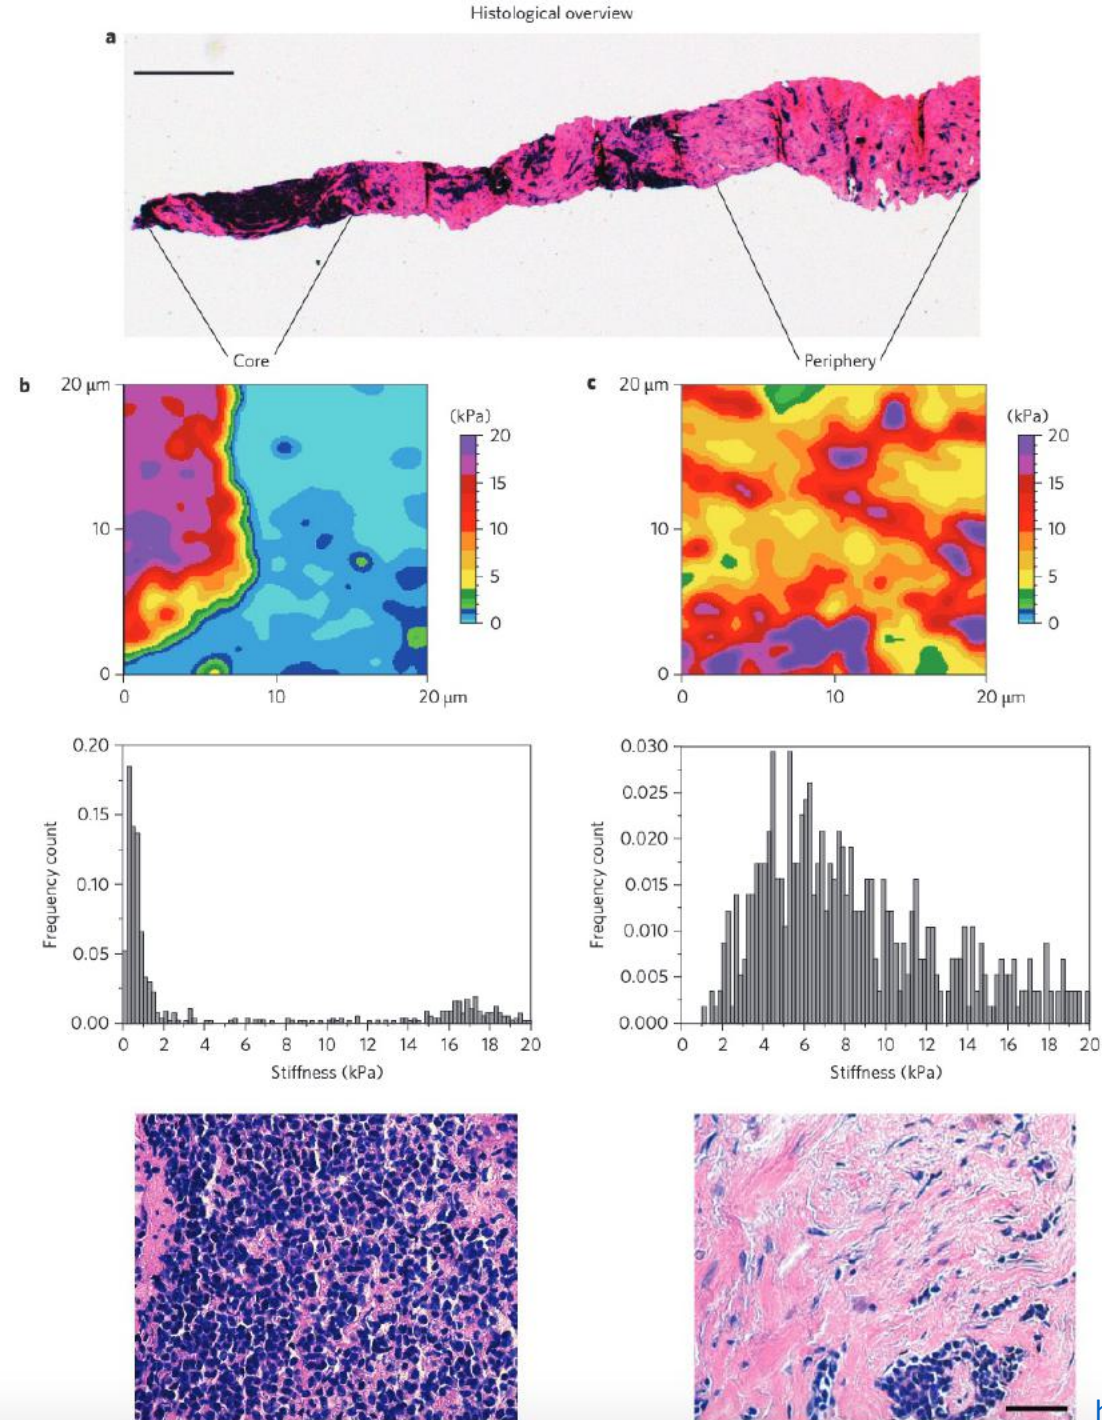 Histological overview
a
Core
Periphery
b
20 µm
10
0
0
10
20 µm
(kPa)
20
15
10
5
0
c
20 µm
10
0
0
10
20 µm
(kPa)
20
15
10
5
0
0.20
0.15
0.10
0.05
0.00
Frequency count
0 2 4 6 8 10 12 14 16 18 20
Stiffness (kPa)
0.030
0.025
0.020
0.015
0.010
0.005
0.000
Frequency count
0 2 4 6 8 10 12 14 16 18 20
Stiffness (kPa)